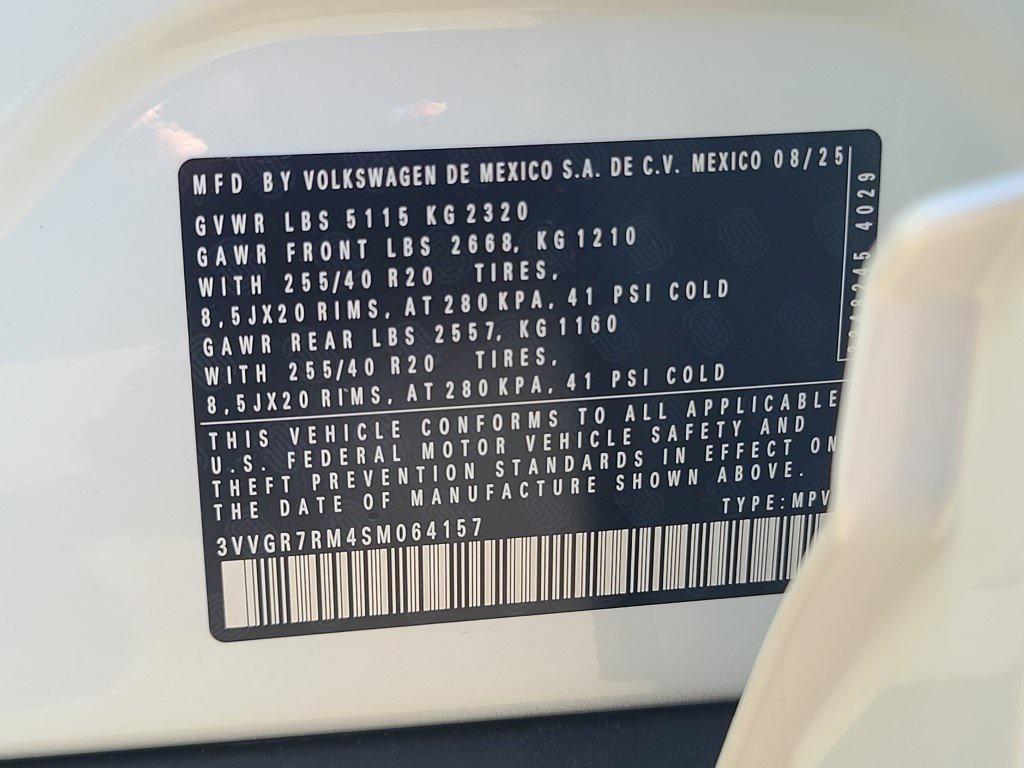 MFD BY VOLKSWAGEN DE MEXICO S.A. DE C.V. MEXICO 08/25
GVWR LBS 5115 KG 2320
GAWR FRONT LBS 2668, KG 1210
WITH 255/40 R20 TIRES,
8,5JX20 RIMS, AT 280 KPA, 41 PSI COLD
GAWR REAR LBS 2557, KG 1160
WITH 255/40 R20 TIRES,
8,5JX20 RIMS, AT 280 KPA, 41 PSI COLD
THIS VEHICLE CONFORMS TO ALL APPLICABLE
U.S. FEDERAL MOTOR VEHICLE SAFETY AND
THEFT PREVENTION STANDARDS IN EFFECT ON
THE DATE OF MANUFACTURE SHOWN ABOVE.
TYPE: MPV
3VVGR7RM4SM064157
4029